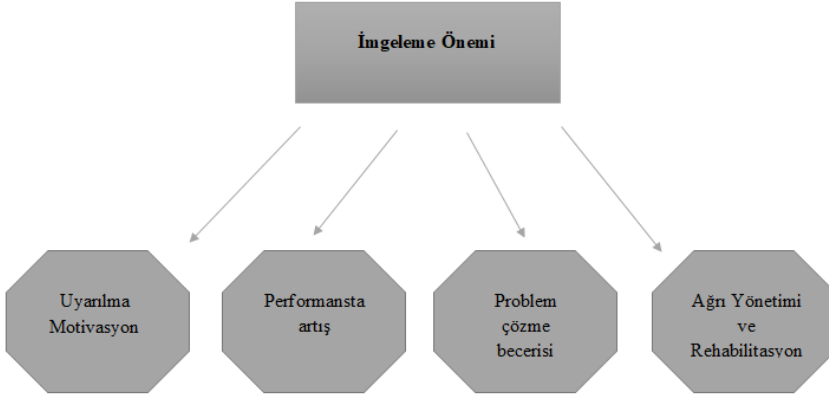 İmgeleme Önemi
Uyarılma
Motivasyon
Performansta
artış
Problem
çözme
becerisi
Ağrı Yönetimi
ve
Rehabilitasyon